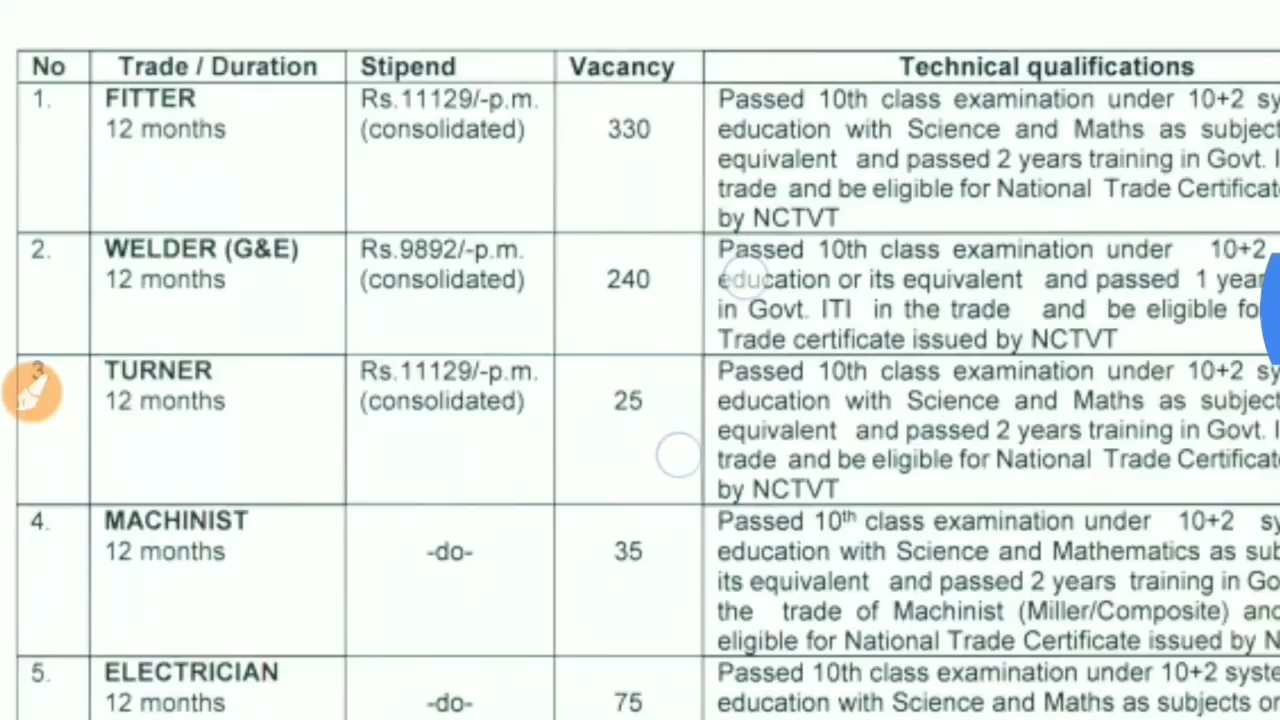 No Trade / Duration Stipend Vacancy Technical qualifications
1. FITTER Rs.11129/-p.m. Passed 10th class examination under 10+2
12 months (consolidated) 330 education with Science and Maths as
equivalent and passed 2 years training in Govt.
trade and be eligible for National Trade
by NCTVT
2. WELDER (G&E) Rs.9892/-p.m. Passed 10th class examination under 10+2
12 months (consolidated) 240 education or its equivalent and passed 1 year
in Govt. ITI in the trade and be eligible
Trade certificate issued by NCTVT
3 TURNER Rs.11129/-p.m. Passed 10th class examination under 10+2
12 months (consolidated) 25 education with Science and Maths as
equivalent and passed 2 years training in Govt.
trade and be eligible for National Trade
by NCTVT
4. MACHINIST Passed 10th class examination under 10+2
12 months -do- 35 education with Science and Mathematics as
its equivalent and passed 2 years training in
the trade of Machinist (Miller/Composite)
eligible for National Trade Certificate issued by
5. ELECTRICIAN Passed 10th class examination under 10+2
12 months -do- 75 education with Science and Maths as subjects or